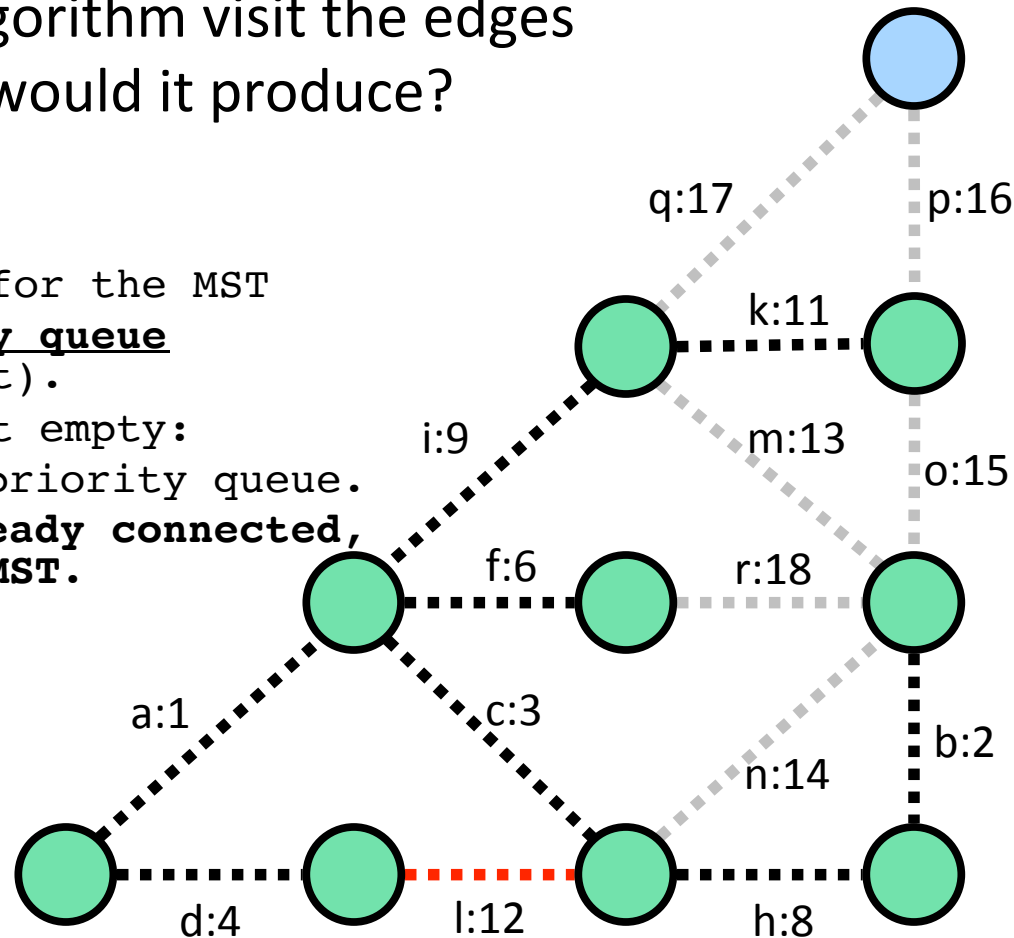 gorithm visit the edges
would it produce?
for the MST
y queue
t).
t empty:
priority queue.
eady connected,
MST.
q:17
p:16
k:11
i:9
m:13
o:15
f:6
r:18
a:1
c:3
b:2
n:14
d:4
l:12
h:8